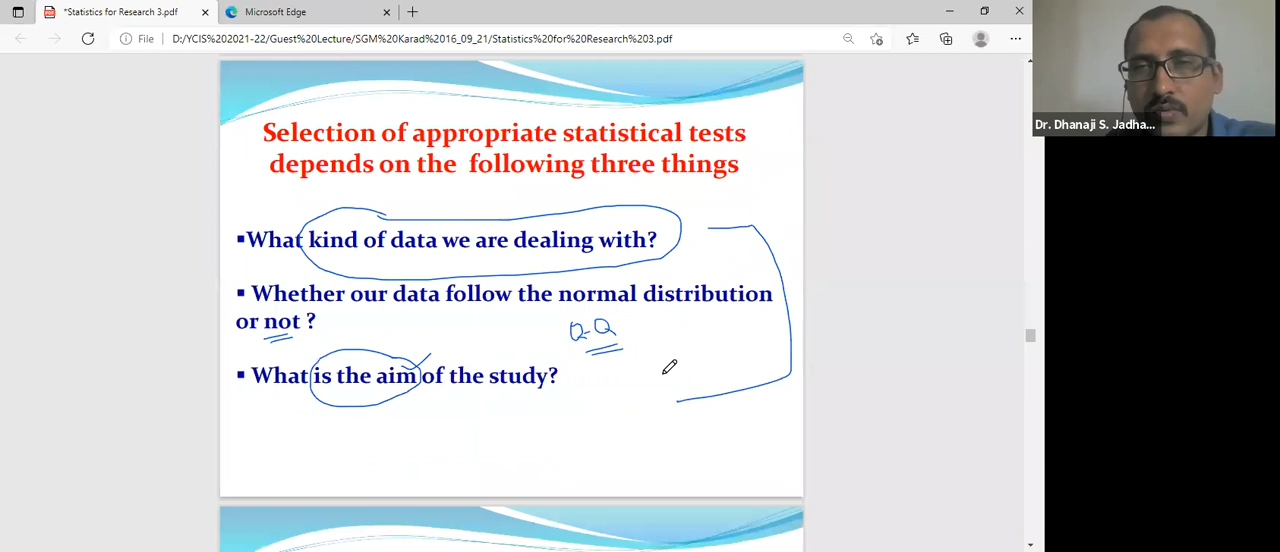 *Statistics for Research 3.pdf
Microsoft Edge
File
D:/YCIS%202021-22/Guest%20Lecture/SGM%20Karad%2016_09_21/Statistics%20for%20Research%203.pdf
Dr. Dhanaji S. Jadha...
Selection of appropriate statistical tests
depends on the following three things
▪What kind of data we are dealing with?
▪ Whether our data follow the normal distribution
or not ?
Q-Q
▪ What is the aim of the study?